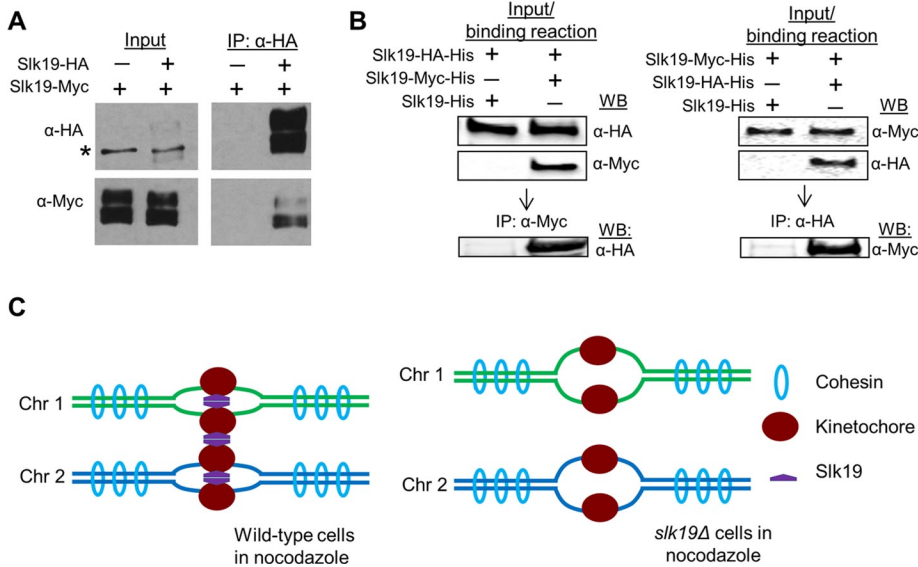 A
Input
IP: α-HA
Slk19-HA — + — +
Slk19-Myc + + + +
α-HA
*
α-Myc
B
Input/
binding reaction
Slk19-HA-His + +
Slk19-Myc-His — +
Slk19-His + —
WB
α-HA
α-Myc
IP: α-Myc
WB:
α-HA
Input/
binding reaction
Slk19-Myc-His + +
Slk19-HA-His — +
Slk19-His + —
WB
α-Myc
α-HA
IP: α-HA
WB:
α-Myc
C
Chr 1
Chr 2
Wild-type cells
in nocodazole
Chr 1
Chr 2
slk19Δ cells in
nocodazole
Cohesin
Kinetochore
Slk19